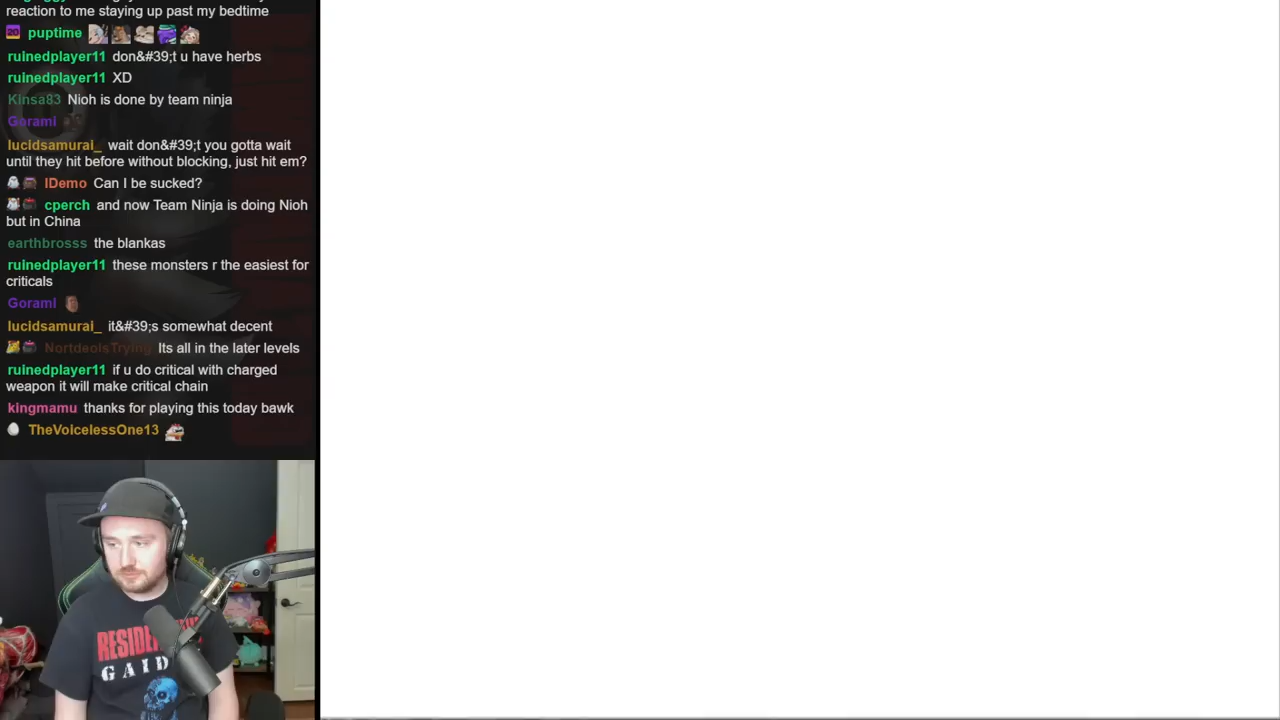 reaction to me staying up past my bedtime
puptime
ruinedplayer11 don&#39;t u have herbs
ruinedplayer11 XD
Kinsa83 Nioh is done by team ninja
Gorami
lucidsamurai_ wait don&#39;t you gotta wait
until they hit before without blocking, just hit em?
IDemo Can I be sucked?
cperch and now Team Ninja is doing Nioh
but in China
earthbrosss the blankas
ruinedplayer11 these monsters r the easiest for
criticals
Gorami
lucidsamurai_ it&#39;s somewhat decent
NortdeoIsTrying Its all in the later levels
ruinedplayer11 if u do critical with charged
weapon it will make critical chain
kingmamu thanks for playing this today bawk
TheVoicelessOne13
RESIDE
GAID